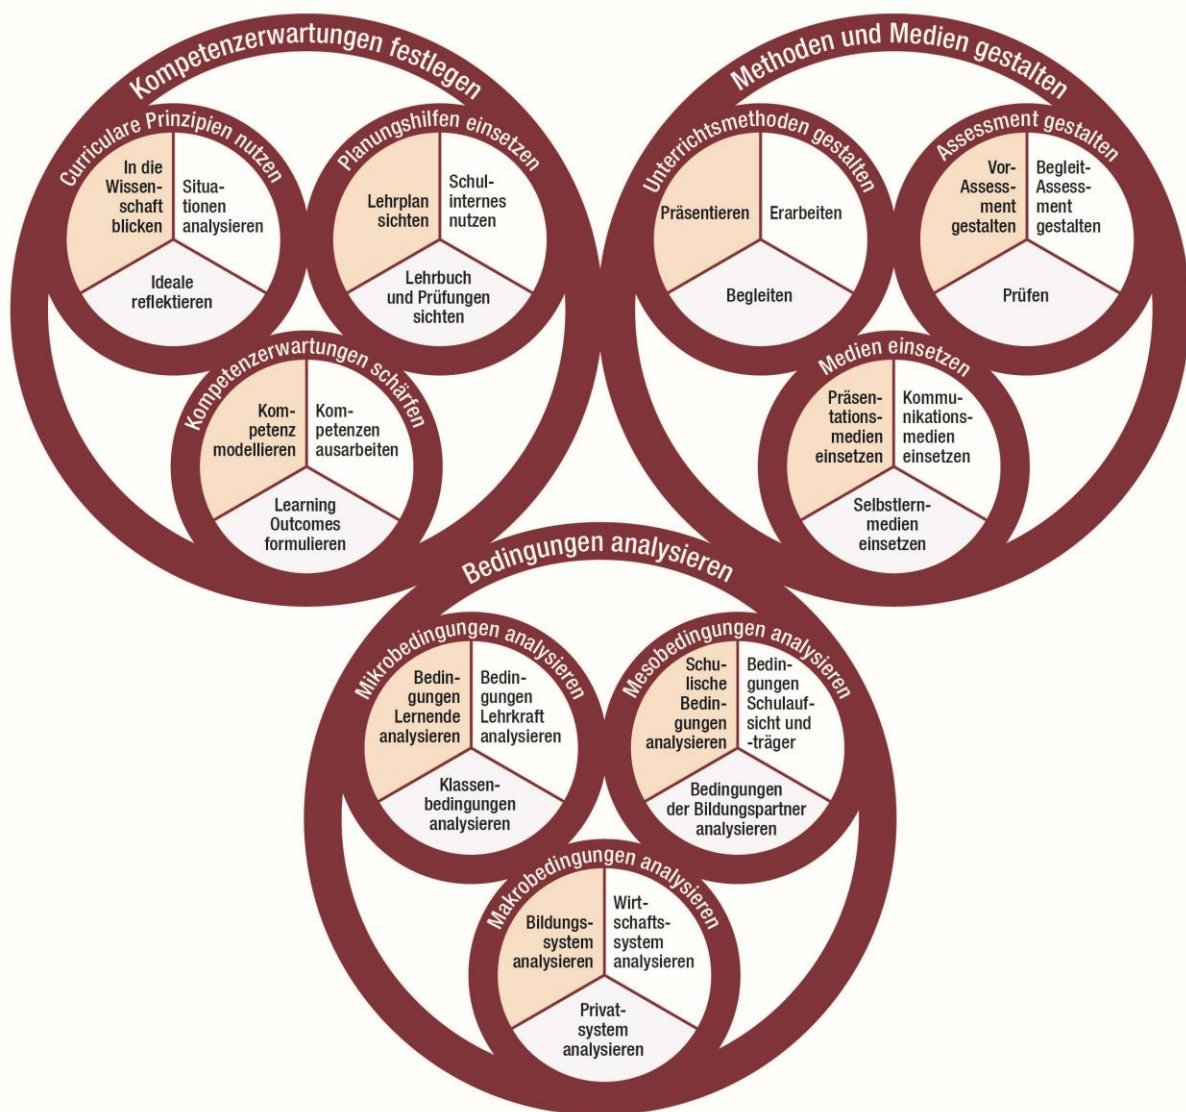 Kompetenzerwartungen festlegen
Curriculare Prinzipien nutzen
In die
Wissen-
schaft
blicken
Situa-
tionen
analysieren
Ideale
reflektieren
Planungshilfen einsetzen
Lehrplan
sichten
Schul-
internes
nutzen
Lehrbuch
und Prüfungen
sichten
Kompetenzerwartungen schärfen
Kom-
petenz
modellieren
Kom-
petenzen
ausarbeiten
Learning
Outcomes
formulieren
Methoden und Medien gestalten
Unterrichtsmethoden gestalten
Präsentieren
Erarbeiten
Begleiten
Assessment gestalten
Vor-
Assess-
ment
gestalten
Begleit-
Assess-
ment
gestalten
Prüfen
Medien einsetzen
Präsen-
tations-
medien
einsetzen
Kommu-
nikations-
medien
einsetzen
Selbstlern-
medien
einsetzen
Bedingungen analysieren
Mikrobedingungen analysieren
Bedin-
gungen
Lernende
analysieren
Bedin-
gungen
Lehrkraft
analysieren
Klassen-
bedingungen
analysieren
Mesobedingungen analysieren
Schu-
lische
Bedin-
gungen
analysieren
Bedin-
gungen
Schulauf-
sicht und
-träger
Bedingungen
der Bildungspartner
analysieren
Makrobedingungen analysieren
Bildungs-
system
analysieren
Wirt-
schafts-
system
analysieren
Privat-
system
analysieren